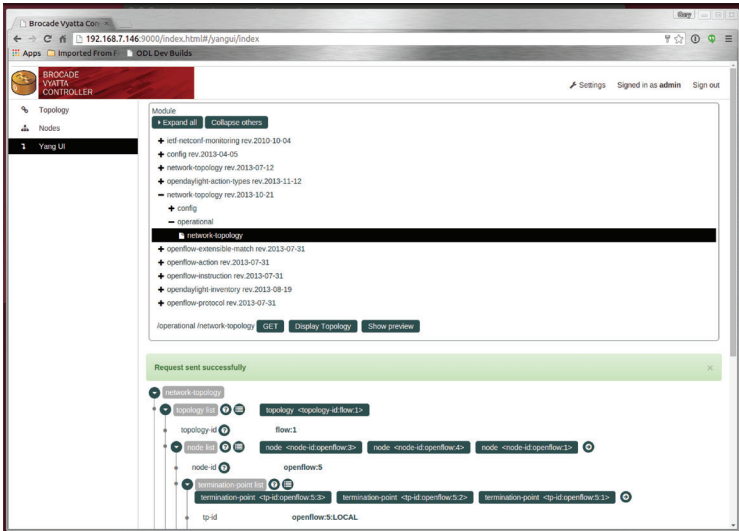 Gary
Brocade Vyatta Con
192.168.7.146:9000/index.html#/yangui/index
Apps Imported From F ODL Dev Builds
BROCADE
VYATTA
CONTROLLER
Settings Signed in as admin Sign out
Topology
Nodes
Yang UI
Module
Expand all Collapse others
ietf-netconf-monitoring rev.2010-10-04
config rev.2013-04-05
network-topology rev.2013-07-12
opendaylight-action-types rev.2013-11-12
network-topology rev.2013-10-21
config
operational
network-topology
openflow-extensible-match rev.2013-07-31
openflow-action rev.2013-07-31
openflow-instruction rev.2013-07-31
opendaylight-inventory rev.2013-08-19
openflow-protocol rev.2013-07-31
/operational /network-topology GET Display Topology Show preview
Request sent successfully ×
network-topology
topology list topology <topology-id:flow:1>
topology-id flow:1
node list node <node-id:openflow:3> node <node-id:openflow:4> node <node-id:openflow:1>
node-id openflow:5
termination-point list
termination-point <tp-id:openflow:5:3> termination-point <tp-id:openflow:5:2> termination-point <tp-id:openflow:5:1>
tp-id openflow:5:LOCAL